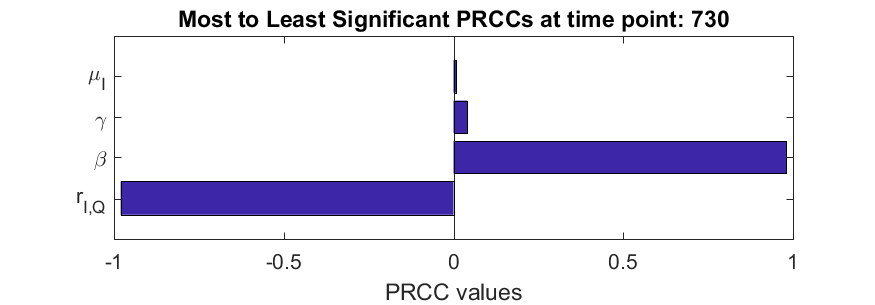 Most to Least Significant PRCCs at time point: 730
μI
γ
β
rI,Q
-1 -0.5 0 0.5 1
PRCC values